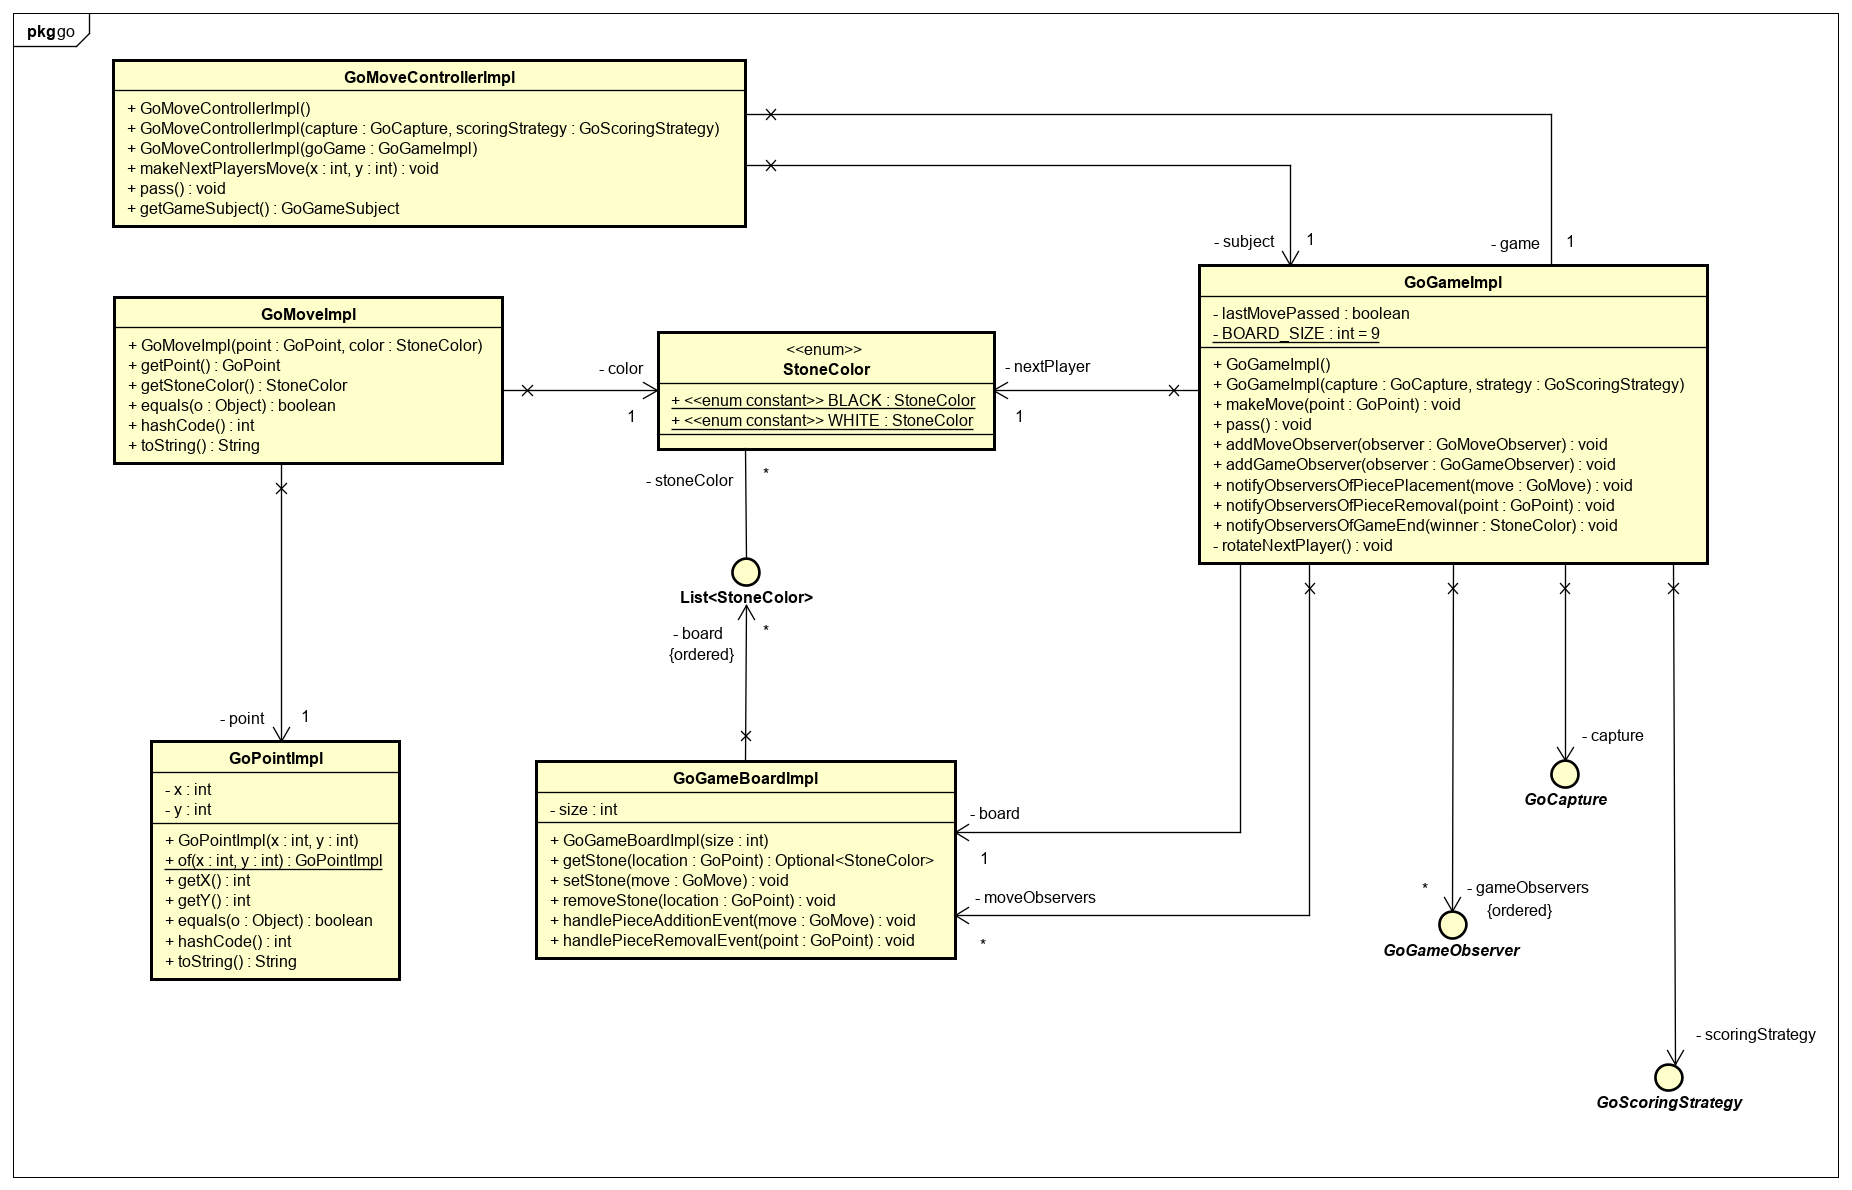 pkg go
GoMoveControllerImpl
+ GoMoveControllerImpl()
+ GoMoveControllerImpl(capture : GoCapture, scoringStrategy : GoScoringStrategy)
+ GoMoveControllerImpl(goGame : GoGameImpl)
+ makeNextPlayersMove(x : int, y : int) : void
+ pass() : void
+ getGameSubject() : GoGameSubject
- subject
1
- game
1
GoGameImpl
- lastMovePassed : boolean
- BOARD_SIZE : int = 9
+ GoGameImpl()
+ GoGameImpl(capture : GoCapture, strategy : GoScoringStrategy)
+ makeMove(point : GoPoint) : void
+ pass() : void
+ addMoveObserver(observer : GoMoveObserver) : void
+ addGameObserver(observer : GoGameObserver) : void
+ notifyObserversOfPiecePlacement(move : GoMove) : void
+ notifyObserversOfPieceRemoval(point : GoPoint) : void
+ notifyObserversOfGameEnd(winner : StoneColor) : void
- rotateNextPlayer() : void
GoMoveImpl
+ GoMoveImpl(point : GoPoint, color : StoneColor)
+ getPoint() : GoPoint
+ getStoneColor() : StoneColor
+ equals(o : Object) : boolean
+ hashCode() : int
+ toString() : String
- color
1
<<enum>>
StoneColor
+ <<enum constant>> BLACK : StoneColor
+ <<enum constant>> WHITE : StoneColor
- nextPlayer
1
- stoneColor
*
List<StoneColor>
- board
*
{ordered}
- point
1
GoPointImpl
- x : int
- y : int
+ GoPointImpl(x : int, y : int)
+ of(x : int, y : int) : GoPointImpl
+ getX() : int
+ getY() : int
+ equals(o : Object) : boolean
+ hashCode() : int
+ toString() : String
GoGameBoardImpl
- size : int
+ GoGameBoardImpl(size : int)
+ getStone(location : GoPoint) : Optional<StoneColor>
+ setStone(move : GoMove) : void
+ removeStone(location : GoPoint) : void
+ handlePieceAdditionEvent(move : GoMove) : void
+ handlePieceRemovalEvent(point : GoPoint) : void
- board
1
- moveObservers
*
- capture
GoCapture
*
- gameObservers
{ordered}
GoGameObserver
- scoringStrategy
GoScoringStrategy